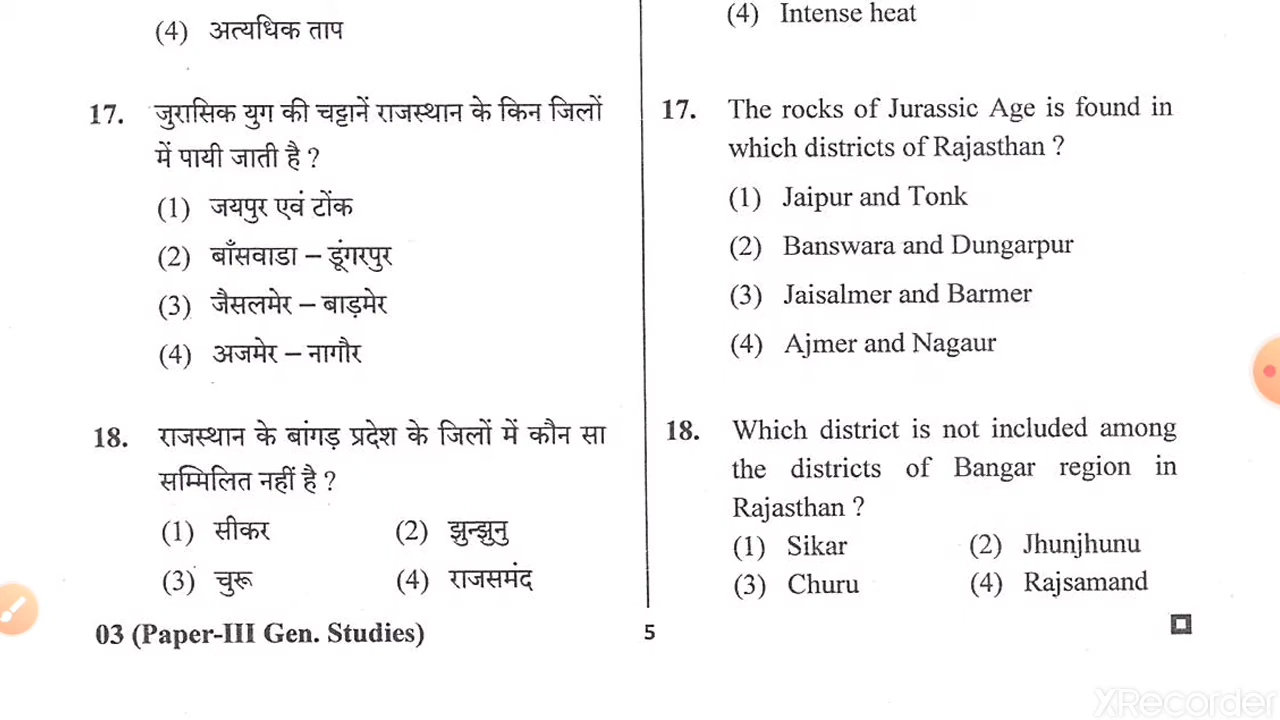 (4) अत्यधिक ताप
17. जुरासिक युग की चट्टानें राजस्थान के किन जिलों
में पायी जाती है ?
(1) जयपुर एवं टोंक
(2) बाँसवाडा – डूंगरपुर
(3) जैसलमेर – बाड़मेर
(4) अजमेर – नागौर
18. राजस्थान के बांगड़ प्रदेश के जिलों में कौन सा
सम्मिलित नहीं है ?
(1) सीकर (2) झुन्झुनु
(3) चुरू (4) राजसमंद
(4) Intense heat
17. The rocks of Jurassic Age is found in
which districts of Rajasthan ?
(1) Jaipur and Tonk
(2) Banswara and Dungarpur
(3) Jaisalmer and Barmer
(4) Ajmer and Nagaur
18. Which district is not included among
the districts of Bangar region in
Rajasthan ?
(1) Sikar (2) Jhunjhunu
(3) Churu (4) Rajsamand
03 (Paper-III Gen. Studies) 5
XRecorder